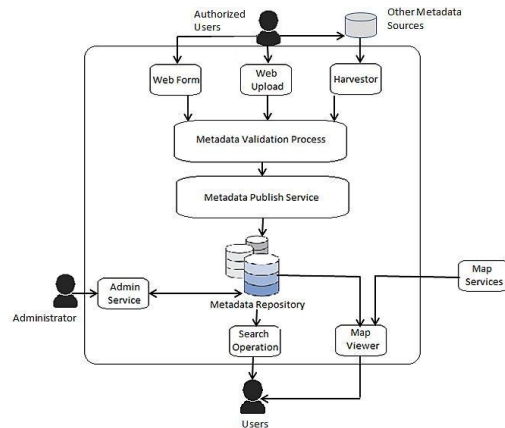 Authorized
Users
Other Metadata
Sources
Web Form
Web
Upload
Harvestor
Metadata Validation Process
Metadata Publish Service
Admin
Service
Administrator
Metadata Repository
Map
Services
Search
Operation
Map
Viewer
Users